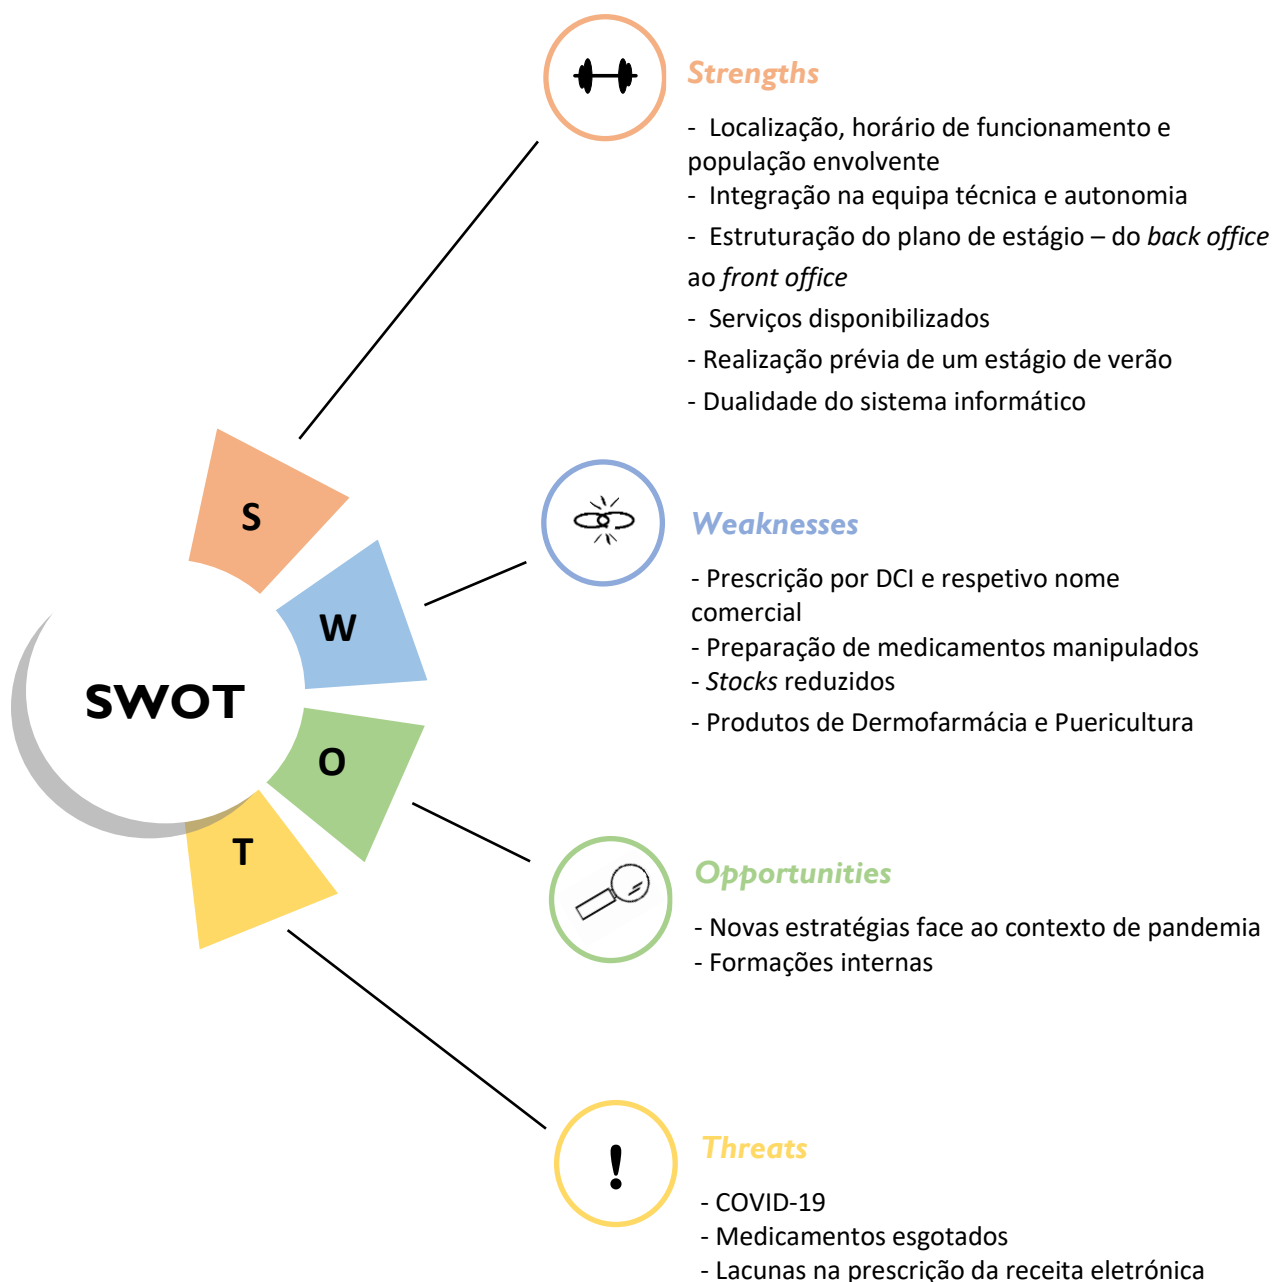 Strengths
- Localização, horário de funcionamento e
população envolvente
- Integração na equipa técnica e autonomia
- Estruturação do plano de estágio – do back office
ao front office
- Serviços disponibilizados
- Realização prévia de um estágio de verão
- Dualidade do sistema informático
S
Weaknesses
- Prescrição por DCI e respetivo nome
comercial
- Preparação de medicamentos manipulados
- Stocks reduzidos
- Produtos de Dermofarmácia e Puericultura
W
SWOT
O
T
Opportunities
- Novas estratégias face ao contexto de pandemia
- Formações internas
!
Threats
- COVID-19
- Medicamentos esgotados
- Lacunas na prescrição da receita eletrónica